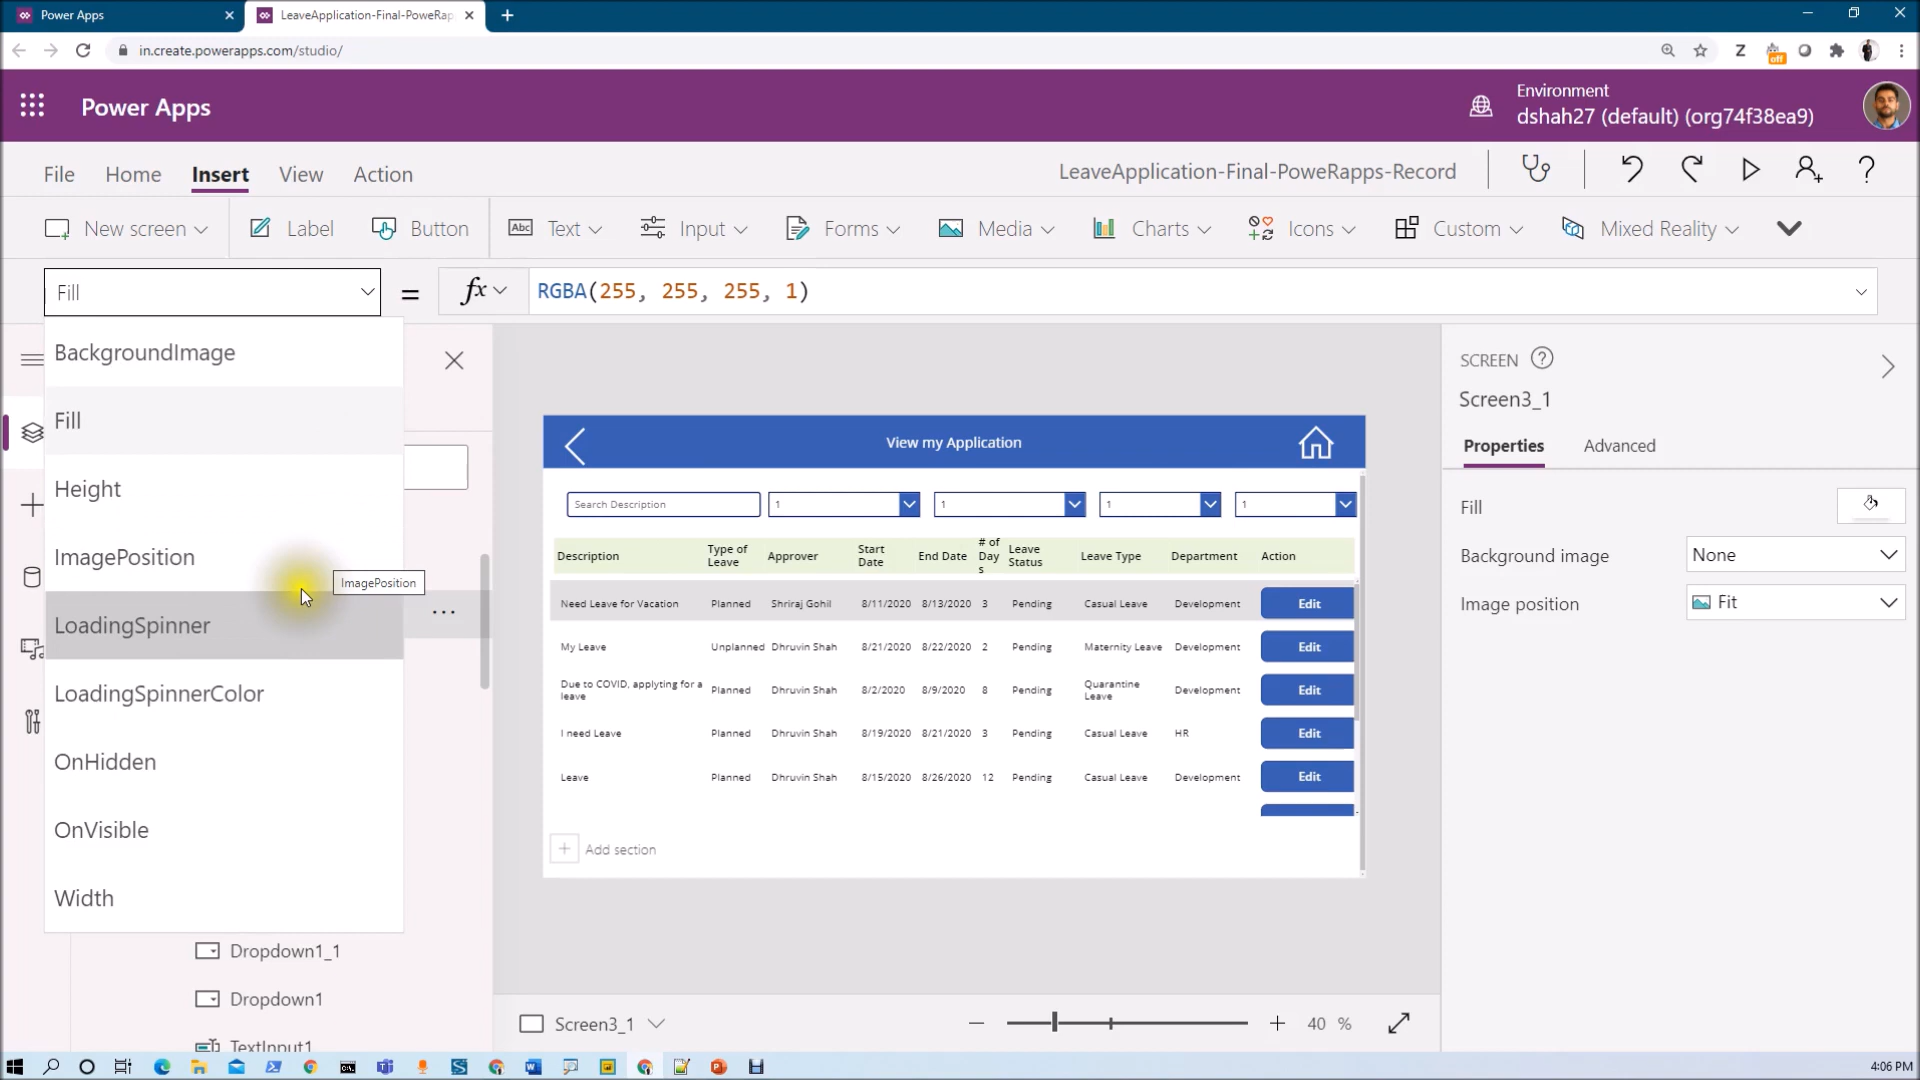 Power Apps
LeaveApplication-Final-PoweRap
in.create.powerapps.com/studio/
Z
off
Power Apps
Environment
dshah27 (default) (org74f38ea9)
File Home Insert View Action
LeaveApplication-Final-PoweRapps-Record
New screen
Label
Button
Abc Text
Input
Forms
Media
Charts
Icons
Custom
Mixed Reality
Fill
=
fx
RGBA(255, 255, 255, 1)
BackgroundImage
Fill
Height
ImagePosition
ImagePosition
LoadingSpinner
LoadingSpinnerColor
OnHidden
OnVisible
Width
Dropdown1_1
Dropdown1
TextInput1
View my Application
Search Description
1
1
1
1
Description
Type of
Leave
Approver
Start
Date
End Date
# of
Day
s
Leave
Status
Leave Type
Department
Action
Need Leave for Vacation Planned Shriraj Gohil 8/11/2020 8/13/2020 3 Pending Casual Leave Development Edit
My Leave Unplanned Dhruvin Shah 8/21/2020 8/22/2020 2 Pending Maternity Leave Development Edit
Due to COVID, applyting for a
leave
Planned Dhruvin Shah 8/2/2020 8/9/2020 8 Pending
Quarantine
Leave
Development Edit
I need Leave Planned Dhruvin Shah 8/19/2020 8/21/2020 3 Pending Casual Leave HR Edit
Leave Planned Dhruvin Shah 8/15/2020 8/26/2020 12 Pending Casual Leave Development Edit
Add section
Screen3_1
40 %
SCREEN
Screen3_1
Properties Advanced
Fill
Background image None
Image position Fit
4:06 PM